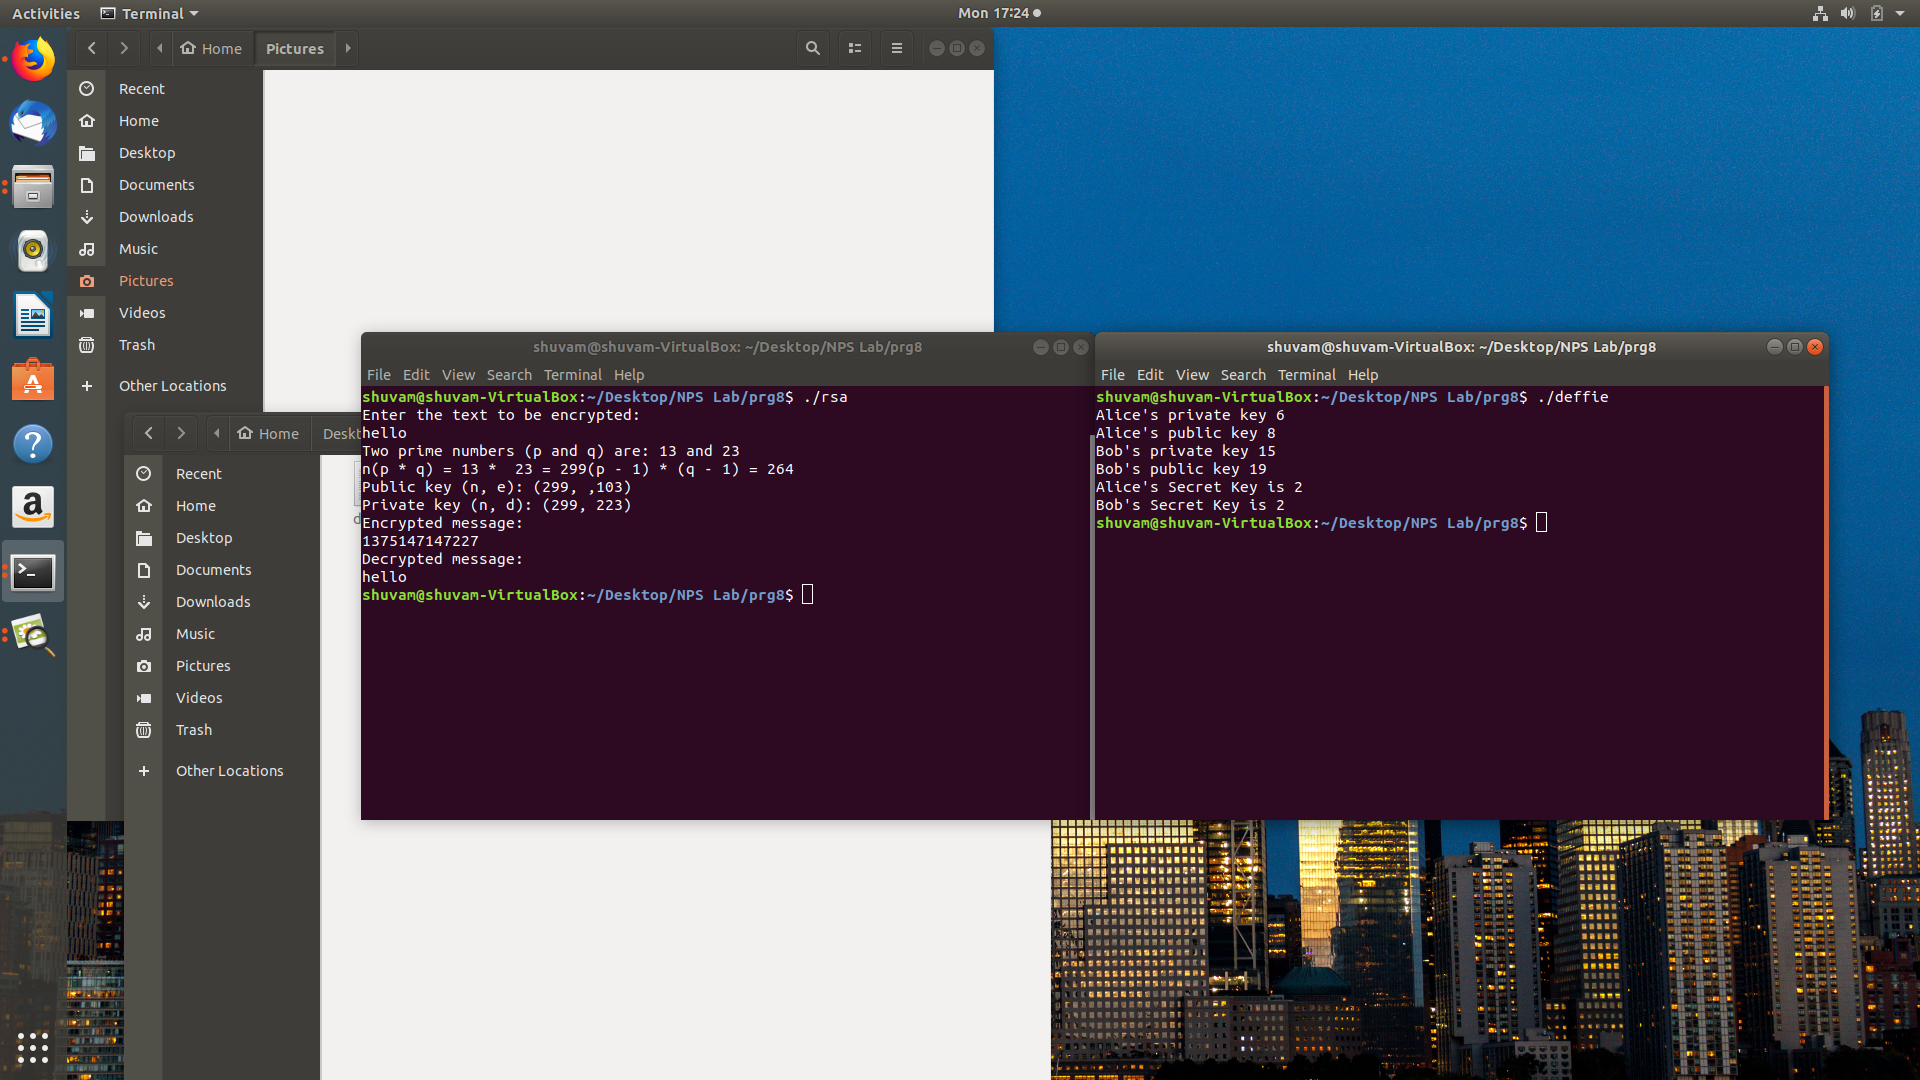 Activities Terminal Mon 17:24
Home Pictures
Recent
Home
Desktop
Documents
Downloads
Music
Pictures
Videos
Trash
Other Locations
Home Deskt
Recent
Home
Desktop
Documents
Downloads
Music
Pictures
Videos
Trash
Other Locations
d
shuvam@shuvam-VirtualBox: ~/Desktop/NPS Lab/prg8
File Edit View Search Terminal Help
shuvam@shuvam-VirtualBox:~/Desktop/NPS Lab/prg8$ ./rsa
Enter the text to be encrypted:
hello
Two prime numbers (p and q) are: 13 and 23
n(p * q) = 13 *  23 = 299(p - 1) * (q - 1) = 264
Public key (n, e): (299, ,103)
Private key (n, d): (299, 223)
Encrypted message:
1375147147227
Decrypted message:
hello
shuvam@shuvam-VirtualBox:~/Desktop/NPS Lab/prg8$
shuvam@shuvam-VirtualBox: ~/Desktop/NPS Lab/prg8
File Edit View Search Terminal Help
shuvam@shuvam-VirtualBox:~/Desktop/NPS Lab/prg8$ ./deffie
Alice's private key 6
Alice's public key 8
Bob's private key 15
Bob's public key 19
Alice's Secret Key is 2
Bob's Secret Key is 2
shuvam@shuvam-VirtualBox:~/Desktop/NPS Lab/prg8$